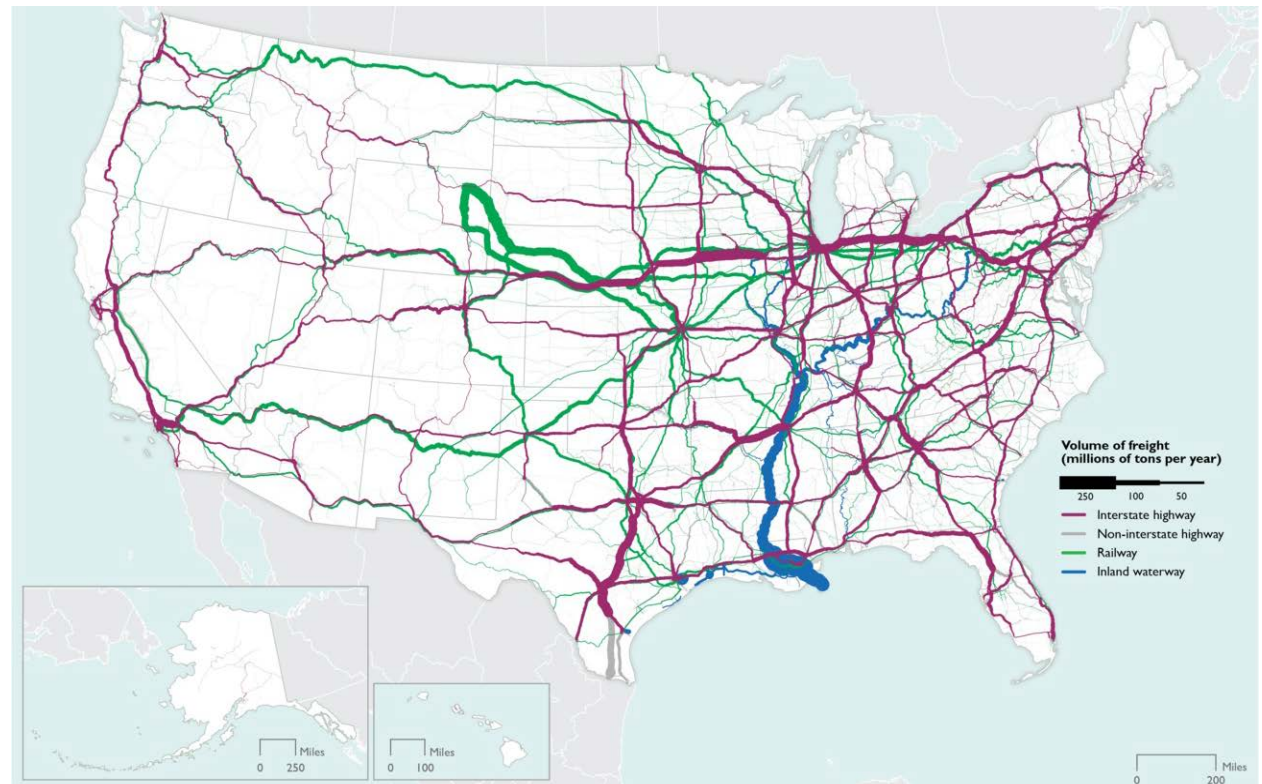 Volume of freight
(millions of tons per year)
250 100 50
Interstate highway
Non-interstate highway
Railway
Inland waterway
Miles
0 250
Miles
0 100
Miles
0 200